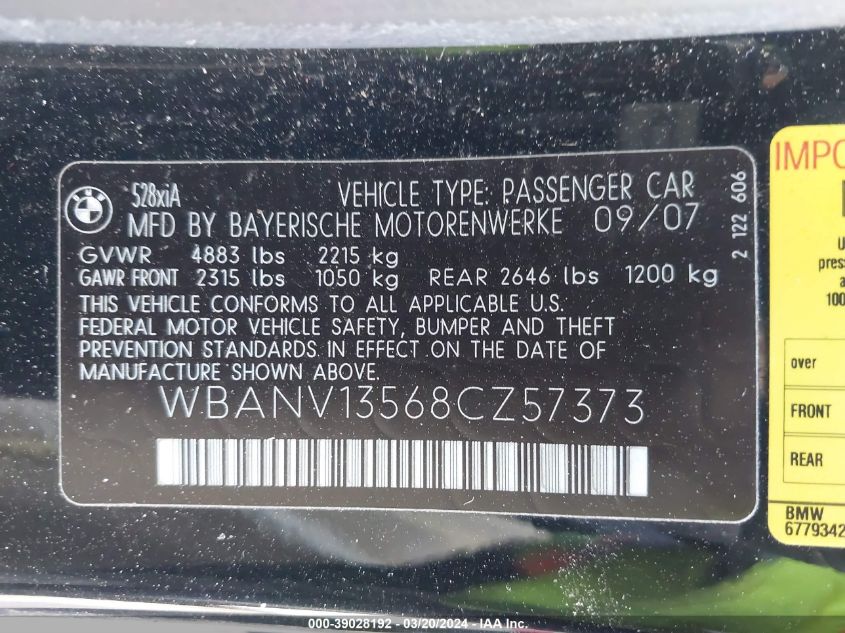 BMW
528xiA VEHICLE TYPE: PASSENGER CAR
MFD BY BAYERISCHE MOTORENWERKE 09/07
GVWR 4883 lbs 2215 kg
GAWR FRONT 2315 lbs 1050 kg REAR 2646 lbs 1200 kg
THIS VEHICLE CONFORMS TO ALL APPLICABLE U.S.
FEDERAL MOTOR VEHICLE SAFETY, BUMPER AND THEFT
PREVENTION STANDARDS IN EFFECT ON THE DATE OF
MANUFACTURE SHOWN ABOVE.
WBANV13568CZ57373
2 122 606
IMPO
U
press
a
100
over
FRONT
REAR
BMW
6779342
000-39028192 - 03/20/2024 - IAA Inc.